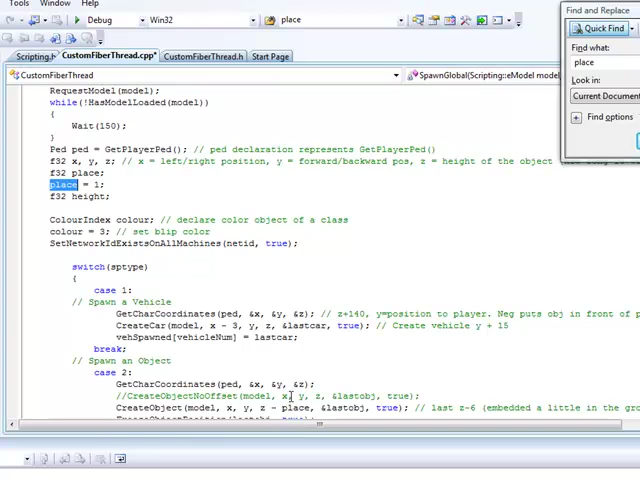 Tools Window Help
Debug Win32 place
Find and Replace
Scripting.h CustomFiberThread.cpp* CustomFiberThread.h Start Page
Quick Find
Find what:
place
CustomFiberThread SpawnGlobal(Scripting::eModel model,
Look in:
Current Document
Find options
RequestModel(model);
while(!HasModelLoaded(model))
{
Wait(150);
}
Ped ped = GetPlayerPed(); // ped declaration represents GetPlayerPed()
f32 x, y, z; // x = left/right position, y = forward/backward pos, z = height of the object
f32 place;
place = 1;
f32 height;
ColourIndex colour; // declare color object of a class
colour = 3; // set blip color
SetNetworkIdExistsOnAllMachines(netid, true);
switch(sptype)
{
case 1:
// Spawn a Vehicle
GetCharCoordinates(ped, &x, &y, &z); // z+140, y=position to player. Neg puts obj in front of p
CreateCar(model, x - 3, y, z, &lastcar, true); // Create vehicle y + 15
vehSpawned[vehicleNum] = lastcar;
break;
// Spawn an Object
case 2:
GetCharCoordinates(ped, &x, &y, &z);
//CreateObjectNoOffset(model, x, y, z, &lastobj, true);
CreateObject(model, x, y, z - place, &lastobj, true); // last z-6 (embedded a little in the gro